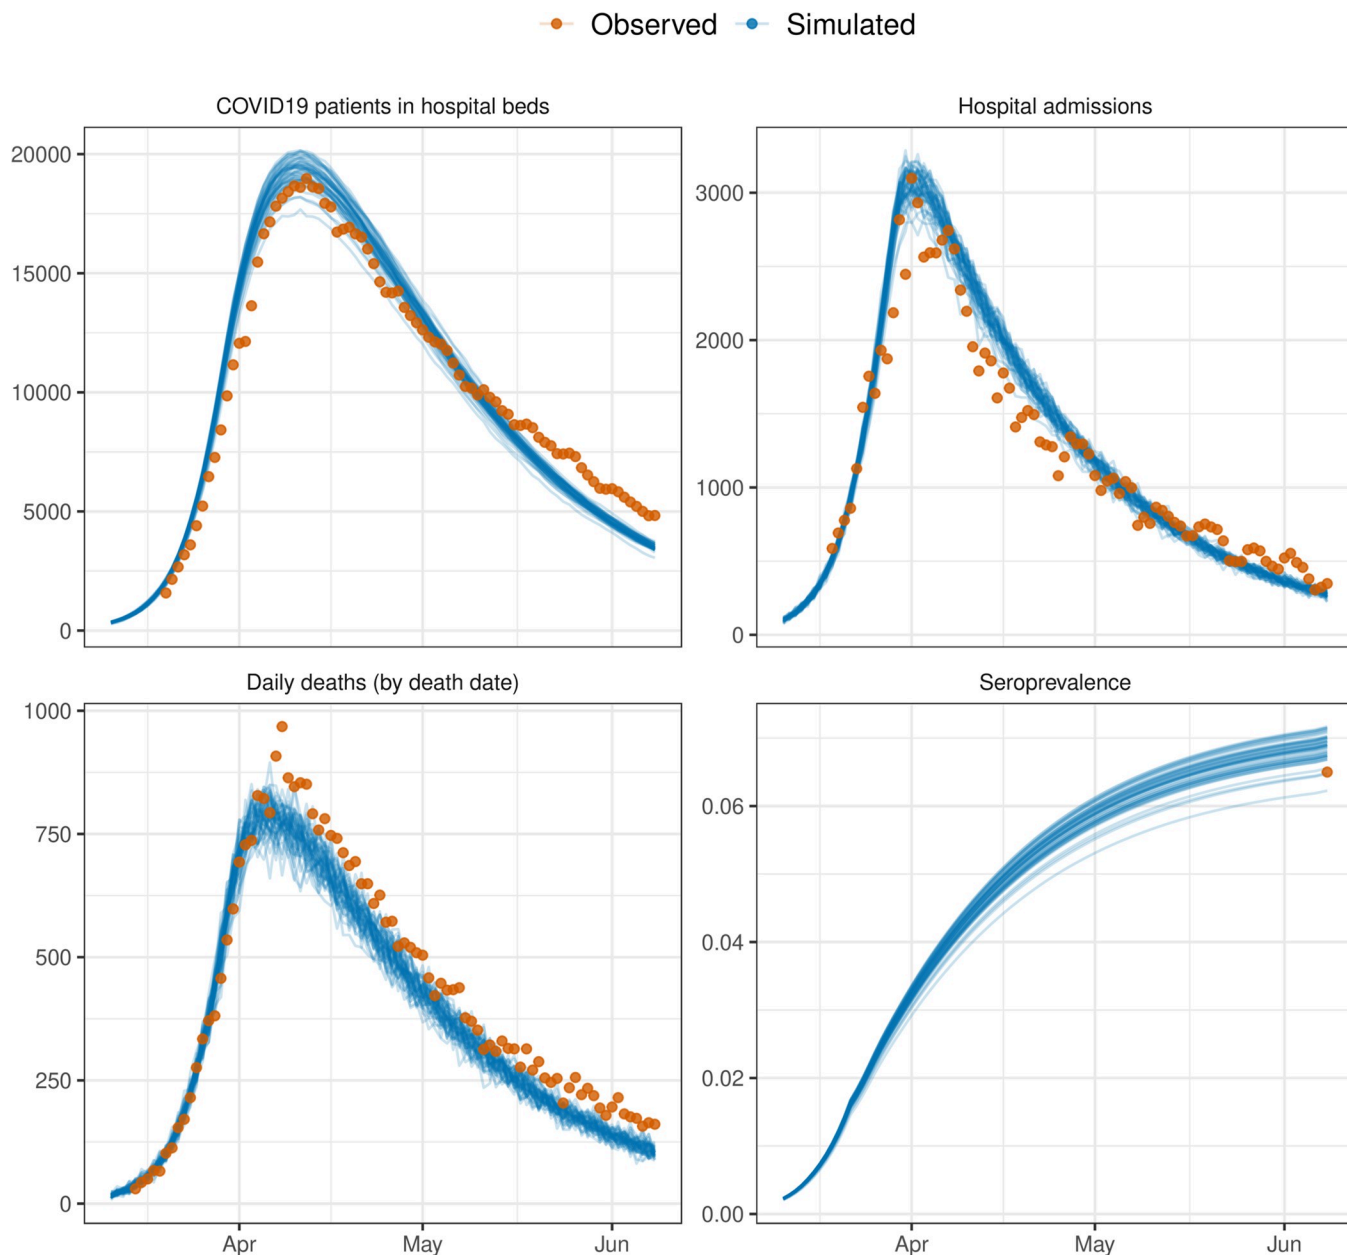 Observed Simulated
COVID19 patients in hospital beds
Hospital admissions
20000
15000
10000
5000
0
3000
2000
1000
0
Daily deaths (by death date)
Seroprevalence
1000
750
500
250
0
0.06
0.04
0.02
0.00
Apr May Jun
Apr May Jun